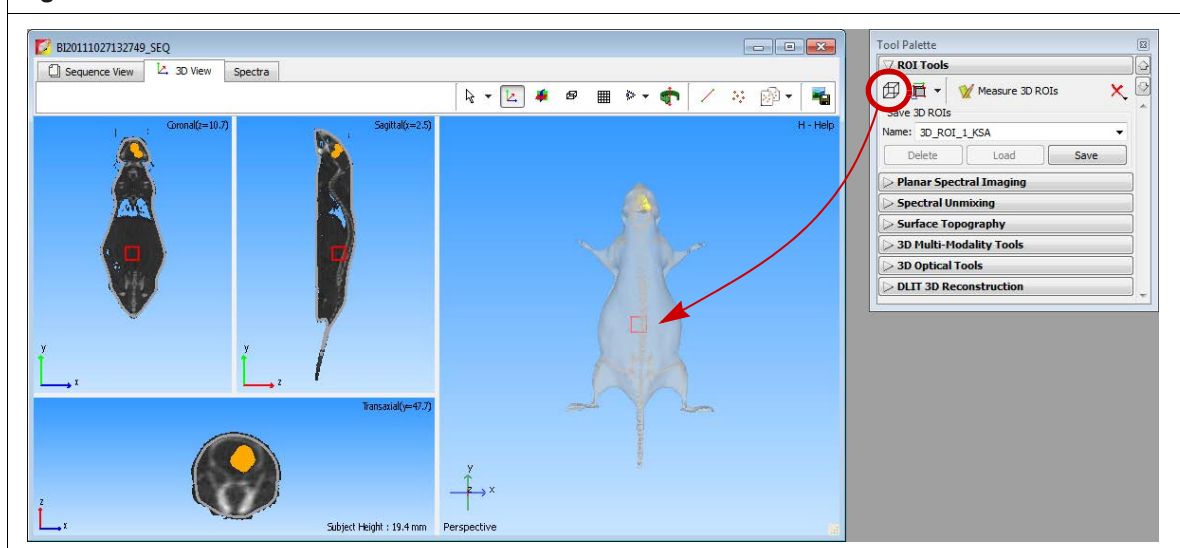 BI20111027132749_SEQ
Sequence View
3D View
Spectra
Coronal(z=10.7)
Sagittal(x=2.5)
H - Help
y
x
y
z
Transaxial(y=47.7)
z
x
Subject Height : 19.4 mm
y
z
x
Perspective
Tool Palette
ROI Tools
Measure 3D ROIs
Save 3D ROIs
Name: 3D_ROI_1_KSA
Delete Load Save
Planar Spectral Imaging
Spectral Unmixing
Surface Topography
3D Multi-Modality Tools
3D Optical Tools
DLIT 3D Reconstruction